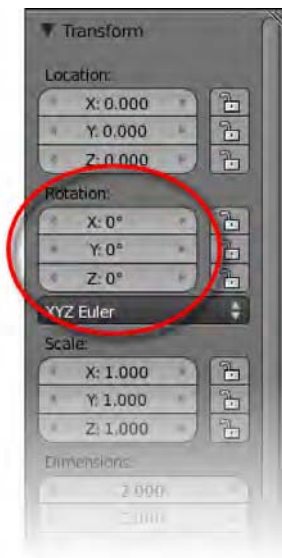 Transform
Location:
X: 0.000
Y: 0.000
Z: 0.000
Rotation:
X: 0°
Y: 0°
Z: 0°
XYZ Euler
Scale:
X: 1.000
Y: 1.000
Z: 1.000
Dimensions:
2.000